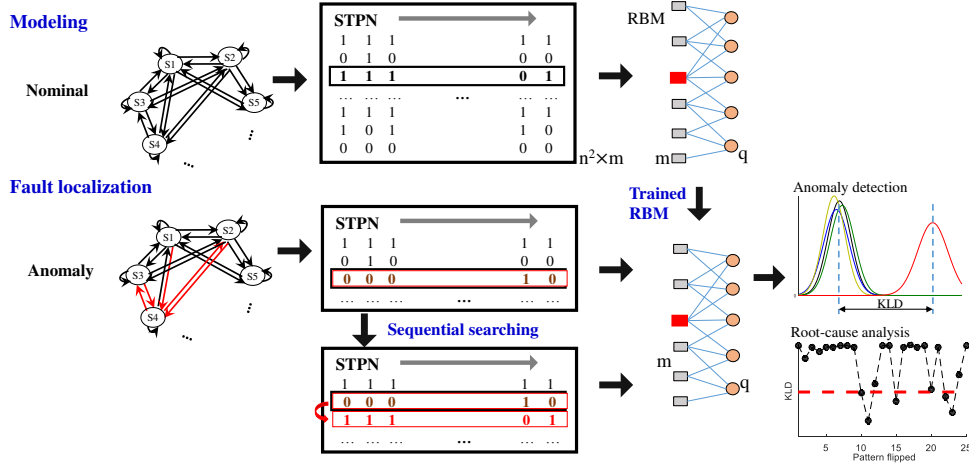 Modeling
Nominal
S1
S2
S3
S4
S5
...
...
STPN
1 1 1 1 1
0 1 0 0 0
1 1 1 0 1
... ... ... ... ... ...
1 1 1 1 1
1 0 1 1 0
0 0 0 0 0
n²×m
RBM
m
q
Fault localization
Anomaly
S1
S2
S3
S4
S5
...
...
STPN
1 1 1 1 1
0 1 0 0 0
0 0 0 1 0
... ... ... ... ... ...
Sequential searching
STPN
1 1 1 1 1
0 0 0 1 0
1 1 1 0 1
... ... ... ... ... ...
Trained
RBM
m
q
Anomaly detection
KLD
Root-cause analysis
KLD
5 10 15 20 25
Pattern flipped